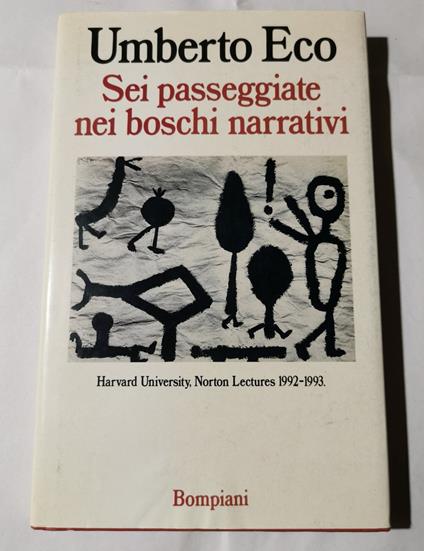 Umberto Eco
Sei passeggiate
nei boschi narrativi
Harvard University, Norton Lectures 1992-1993.
Bompiani